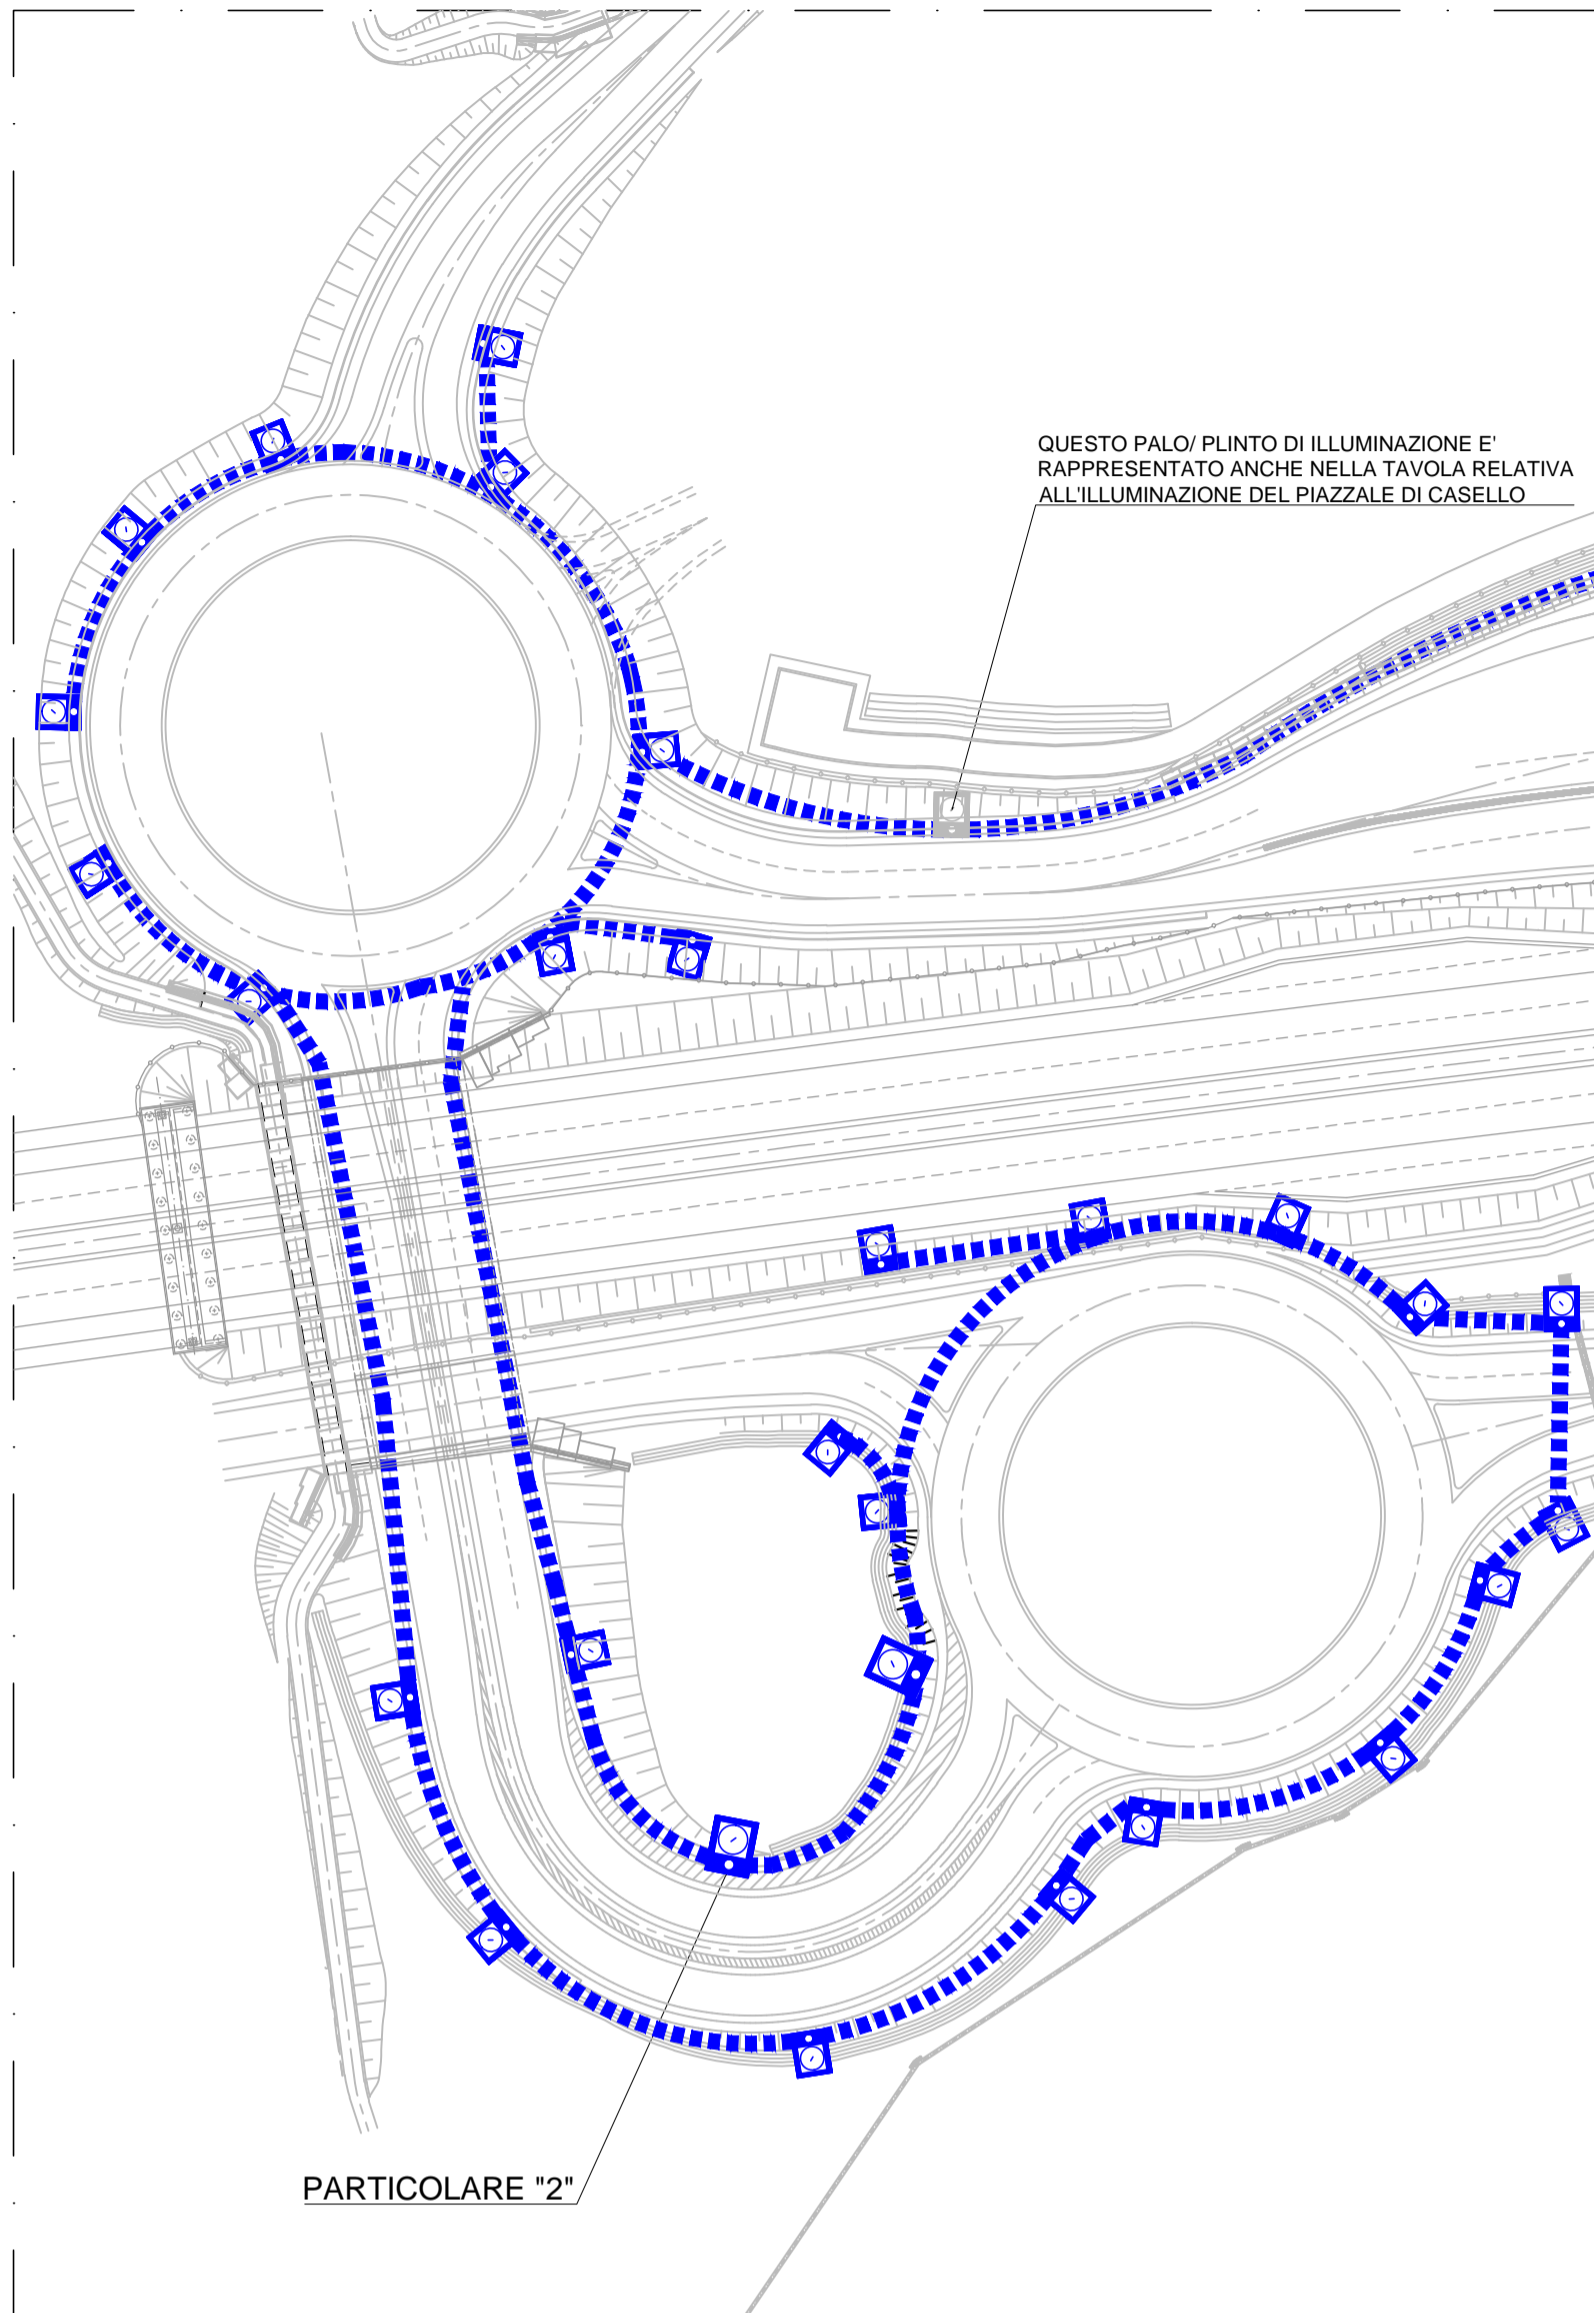 QUESTO PALO/ PLINTO DI ILLUMINAZIONE E'
RAPPRESENTATO ANCHE NELLA TAVOLA RELATIVA
ALL'ILLUMINAZIONE DEL PIAZZALE DI CASELLO
PARTICOLARE "2"